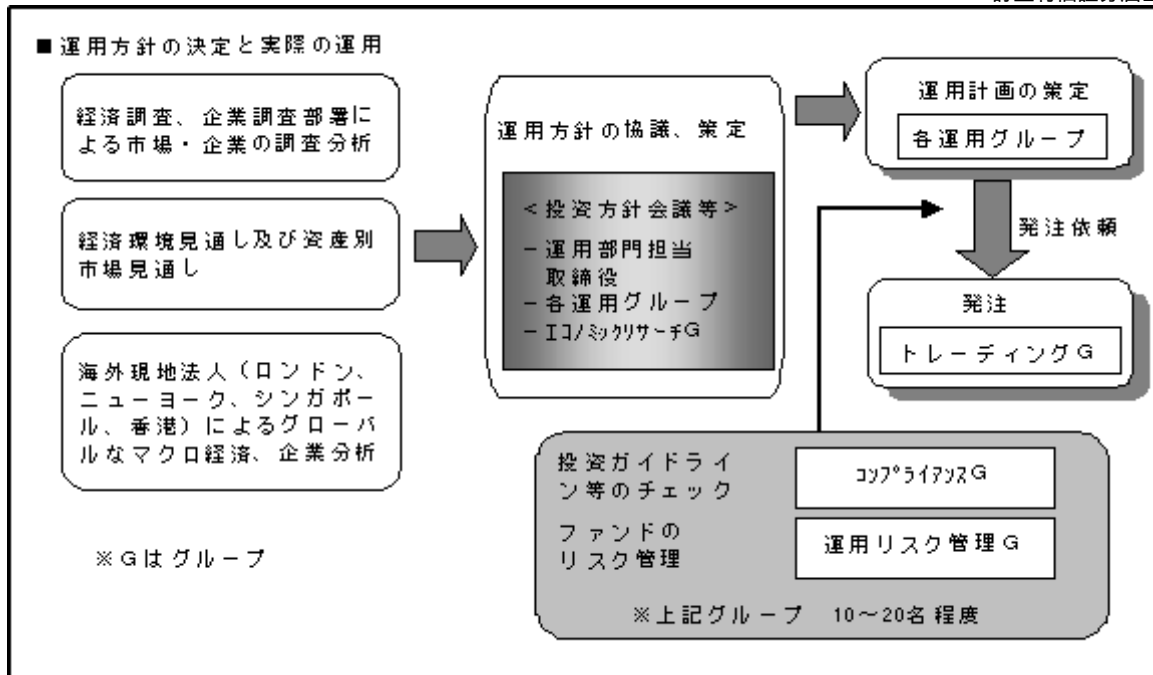 ■運用方針の決定と実際の運用
経済調査、企業調査部署に
よる市場・企業の調査分析
経済環境見通し及び資産別
市場見通し
海外現地法人（ロンドン、
ニューヨーク、シンガポー
ル、香港）によるグローバ
ルなマクロ経済、企業分析
※Gはグループ
運用方針の協議、策定
＜投資方針会議等＞
－運用部門担当
取締役
－各運用グループ
－ｴｺﾉﾐｯｸﾘｻｰﾁG
運用計画の策定
各運用グループ
発注依頼
発注
トレーディングG
投資ガイドライ
ン等のチェック
ｺﾝﾌﾟﾗｲｱﾝｽG
ファンドの
リスク管理
運用リスク管理G
※上記グループ　10～20名程度